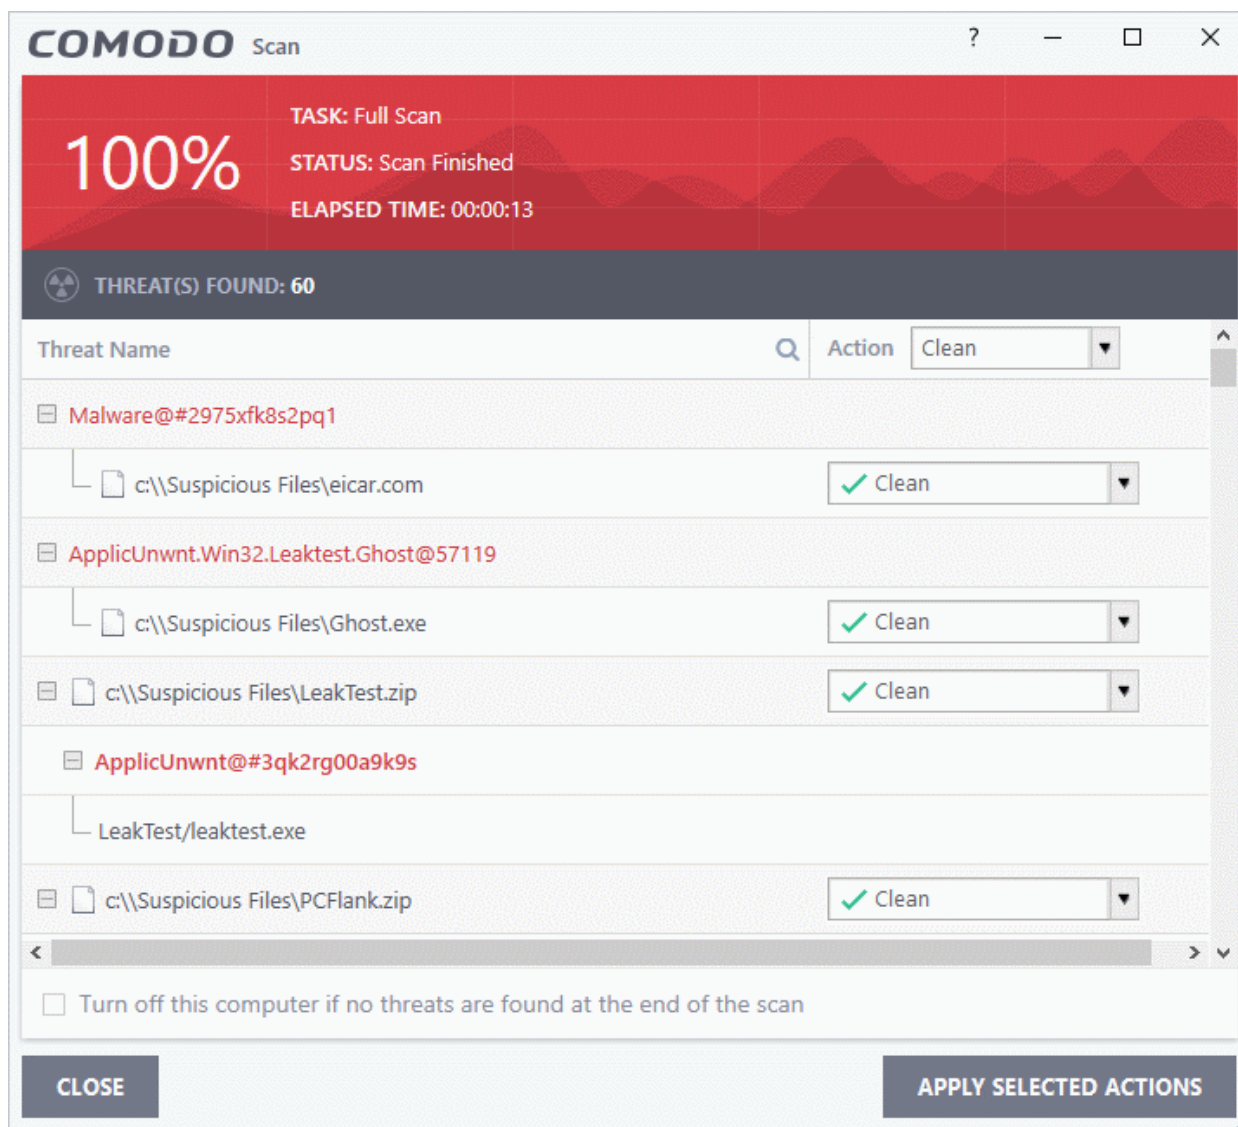 COMODO Scan ?
100%
TASK: Full Scan
STATUS: Scan Finished
ELAPSED TIME: 00:00:13
THREAT(S) FOUND: 60
Threat Name Action Clean
Malware@#2975xfk8s2pq1
c:\\Suspicious Files\eicar.com Clean
ApplicUnwnt.Win32.Leaktest.Ghost@57119
c:\\Suspicious Files\Ghost.exe Clean
c:\\Suspicious Files\LeakTest.zip Clean
ApplicUnwnt@#3qk2rg00a9k9s
LeakTest/leaktest.exe
c:\\Suspicious Files\PCFlank.zip Clean
Turn off this computer if no threats are found at the end of the scan
CLOSE APPLY SELECTED ACTIONS